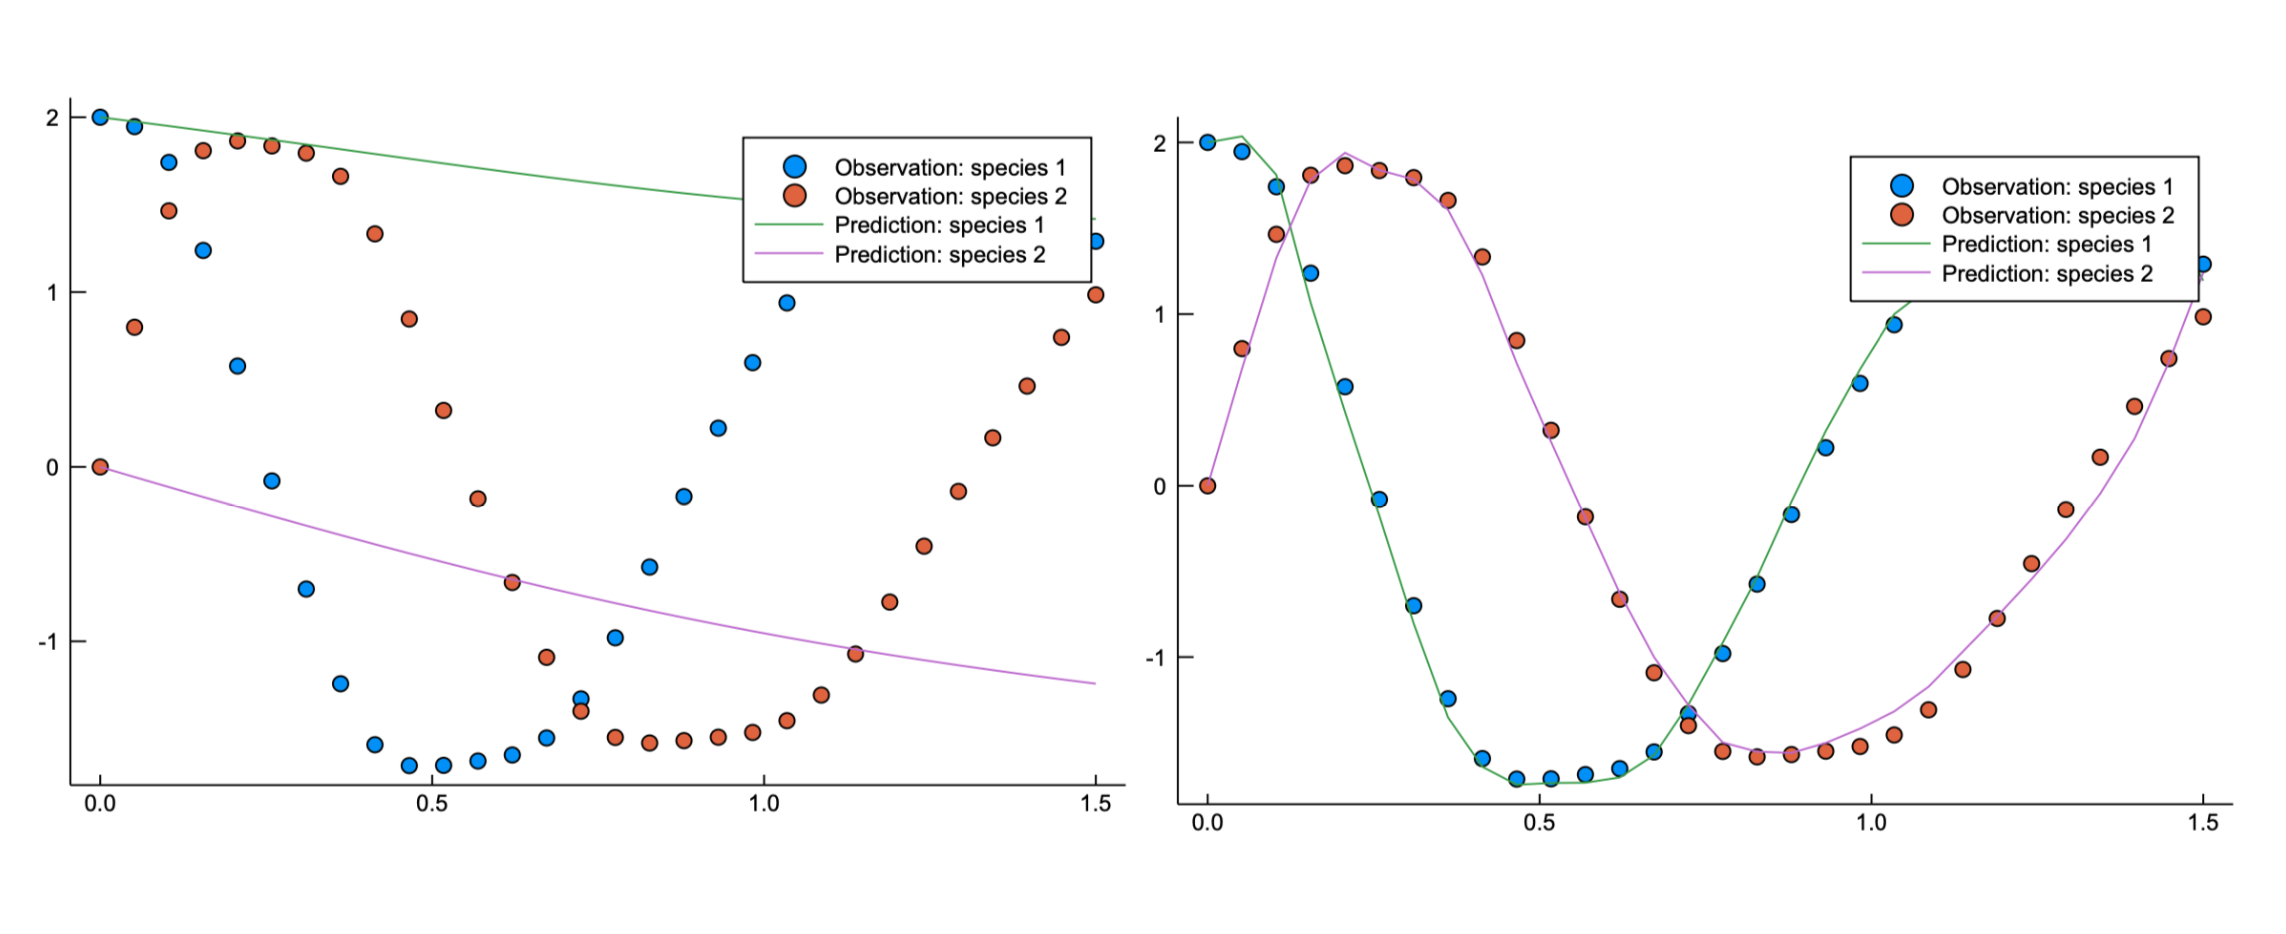 2
1
0
-1
0.0
0.5
1.0
1.5
Observation: species 1
Observation: species 2
Prediction: species 1
Prediction: species 2
2
1
0
-1
0.0
0.5
1.0
1.5
Observation: species 1
Observation: species 2
Prediction: species 1
Prediction: species 2